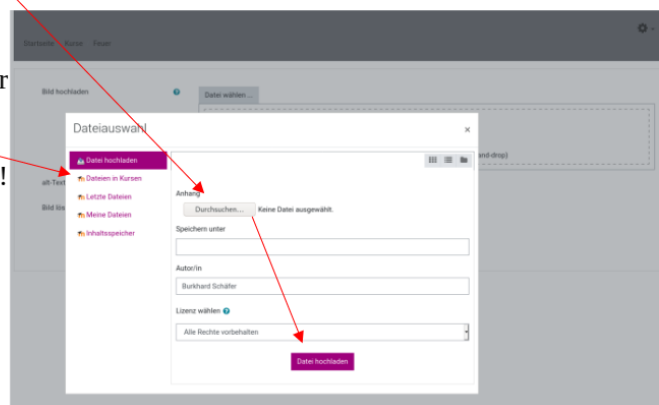 Startseite Kurse Feuer
r
!
Bild hochladen
Datei wählen ...
and-drop)
alt-Text
Bild lös
Dateiauswahl
×
Datei hochladen
Dateien in Kursen
Letzte Dateien
Meine Dateien
Inhaltsspeicher
Anhang
Durchsuchen... Keine Datei ausgewählt.
Speichern unter
Autor/in
Burkhard Schäfer
Lizenz wählen ?
Alle Rechte vorbehalten
Datei hochladen